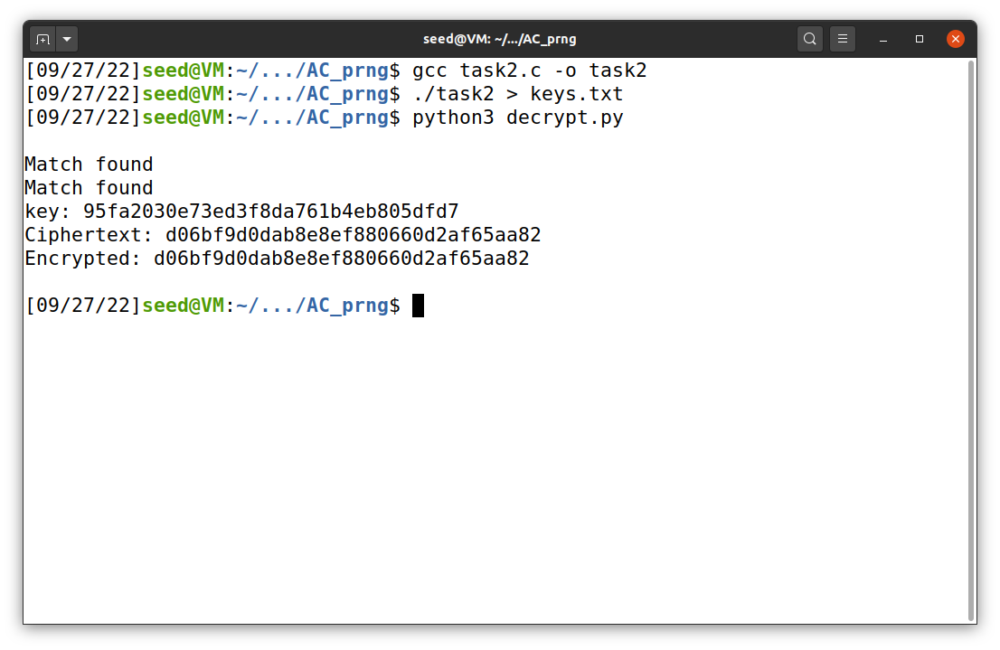 seed@VM: ~/.../AC_prng
[09/27/22]seed@VM:~/.../AC_prng$ gcc task2.c -o task2
[09/27/22]seed@VM:~/.../AC_prng$ ./task2 > keys.txt
[09/27/22]seed@VM:~/.../AC_prng$ python3 decrypt.py
Match found
Match found
key: 95fa2030e73ed3f8da761b4eb805dfd7
Ciphertext: d06bf9d0dab8e8ef880660d2af65aa82
Encrypted: d06bf9d0dab8e8ef880660d2af65aa82
[09/27/22]seed@VM:~/.../AC_prng$